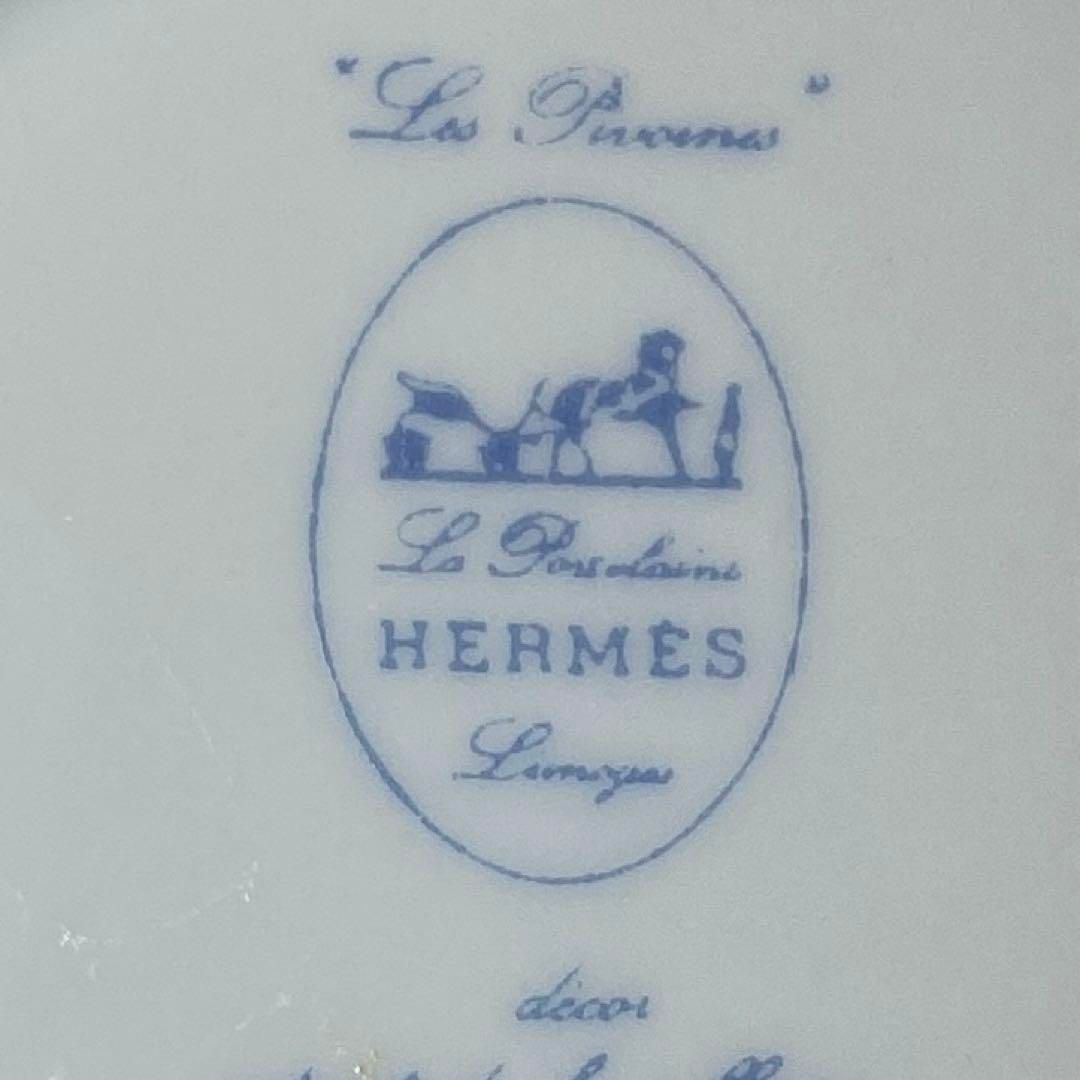 "Les Pivoines"
La Porcelaine
HERMÈS
Limoges
décor